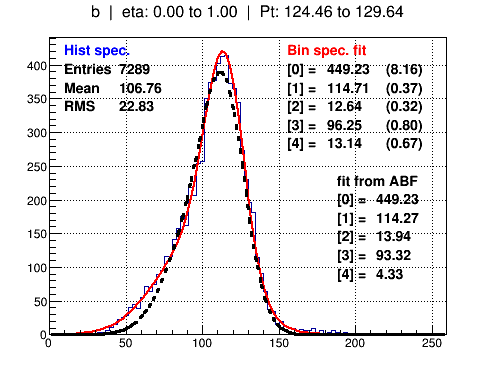 b | eta: 0.00 to 1.00 | Pt: 124.46 to 129.64
Hist spec.
Entries 7289
Mean 106.76
RMS 22.83
Bin spec. fit
[0] = 449.23 (8.16)
[1] = 114.71 (0.37)
[2] = 12.64 (0.32)
[3] = 96.25 (0.80)
[4] = 13.14 (0.67)
fit from ABF
[0] = 449.23
[1] = 114.27
[2] = 13.94
[3] = 93.32
[4] = 4.33
400
350
300
250
200
150
100
50
0
0 50 100 150 200 250